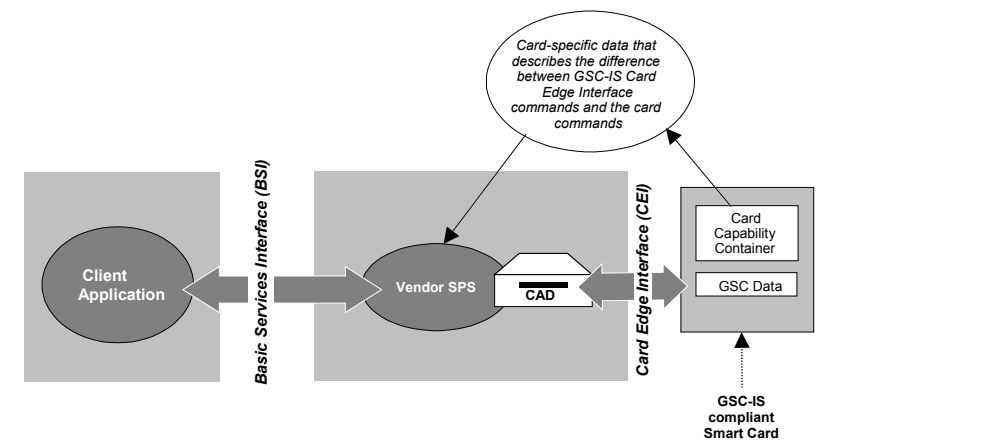 Card-specific data that
describes the difference
between GSC-IS Card
Edge Interface
commands and the card
commands
Basic Services Interface (BSI)
Card Edge Interface (CEI)
Card
Capability
Container
Client
Application
Vendor SPS
CAD
GSC Data
GSC-IS
compliant
Smart Card